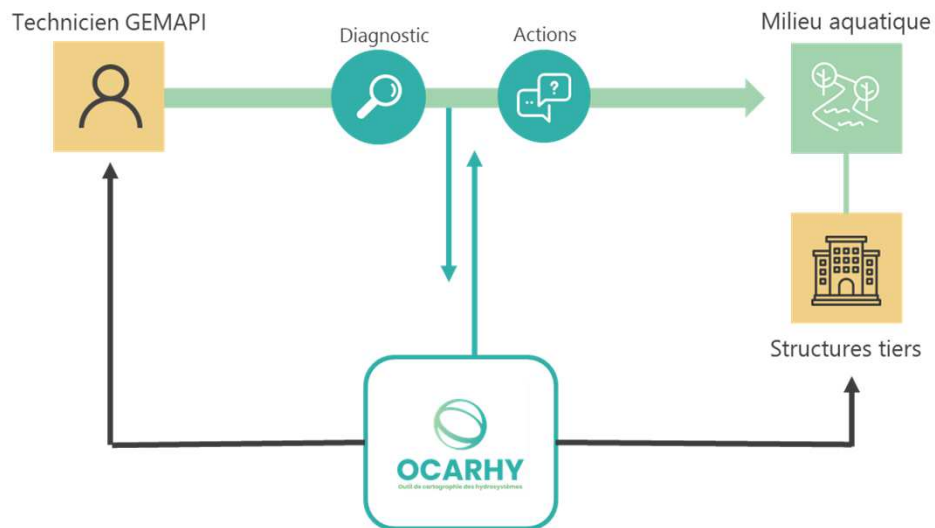 Technicien GEMAPI
Diagnostic
Actions
Milieu aquatique
?
Structures tiers
OCARHY
Outil de cartographie des hydrosystèmes